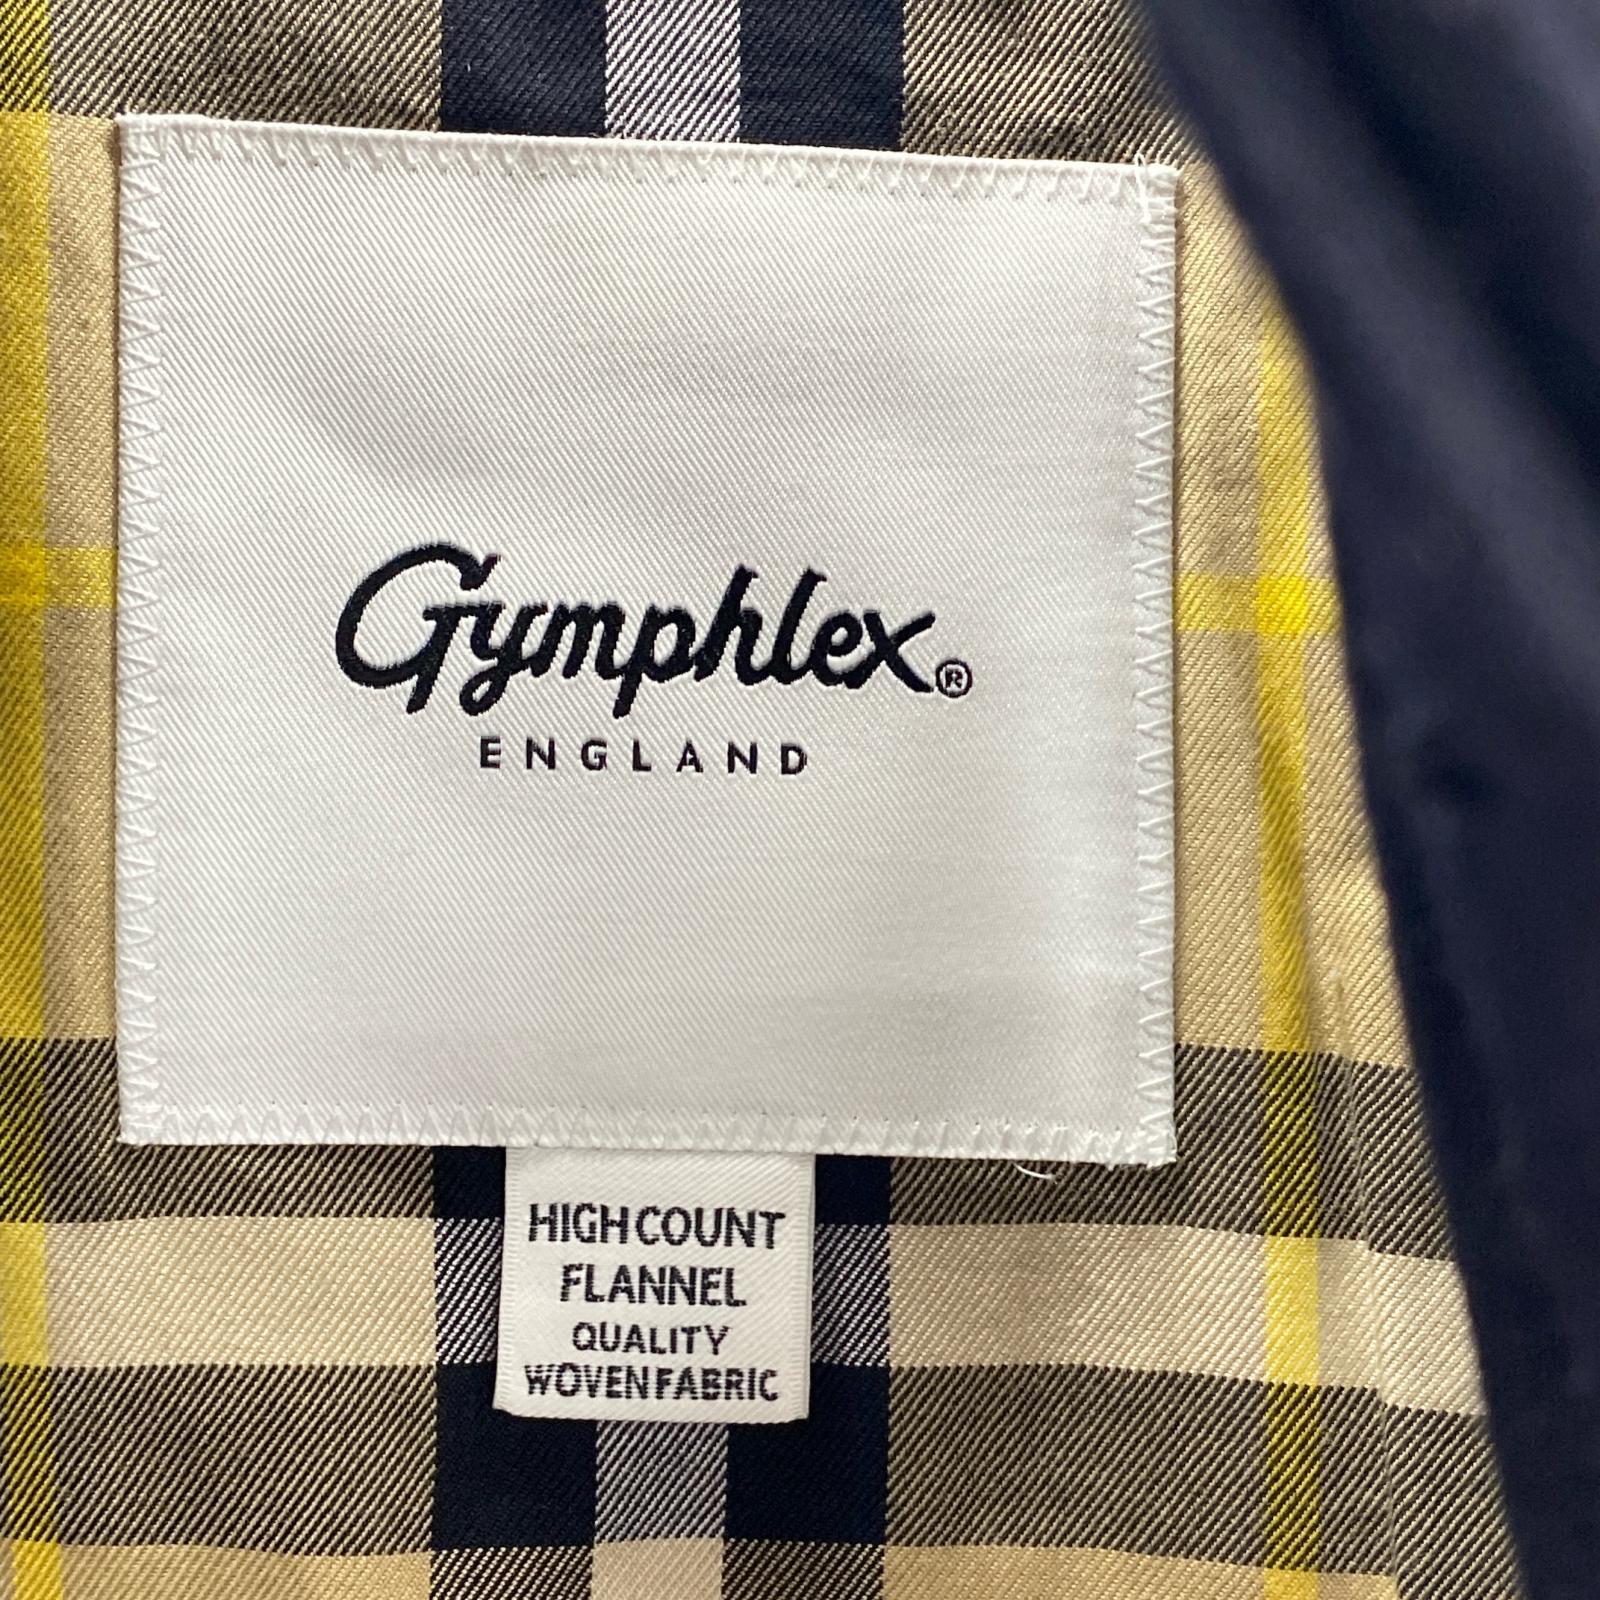 Gymphlex®
ENGLAND
HIGH COUNT
FLANNEL
QUALITY
WOVEN FABRIC